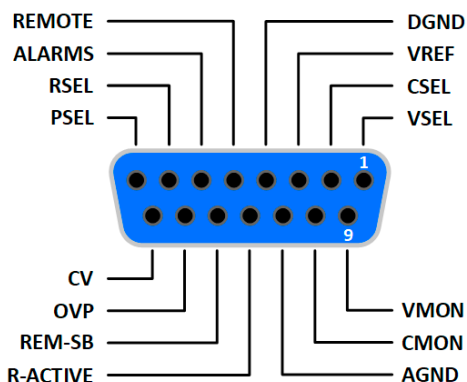 REMOTE DGND
ALARMS VREF
RSEL CSEL
PSEL VSEL
1
9
CV
OVP VMON
REM-SB CMON
R-ACTIVE AGND